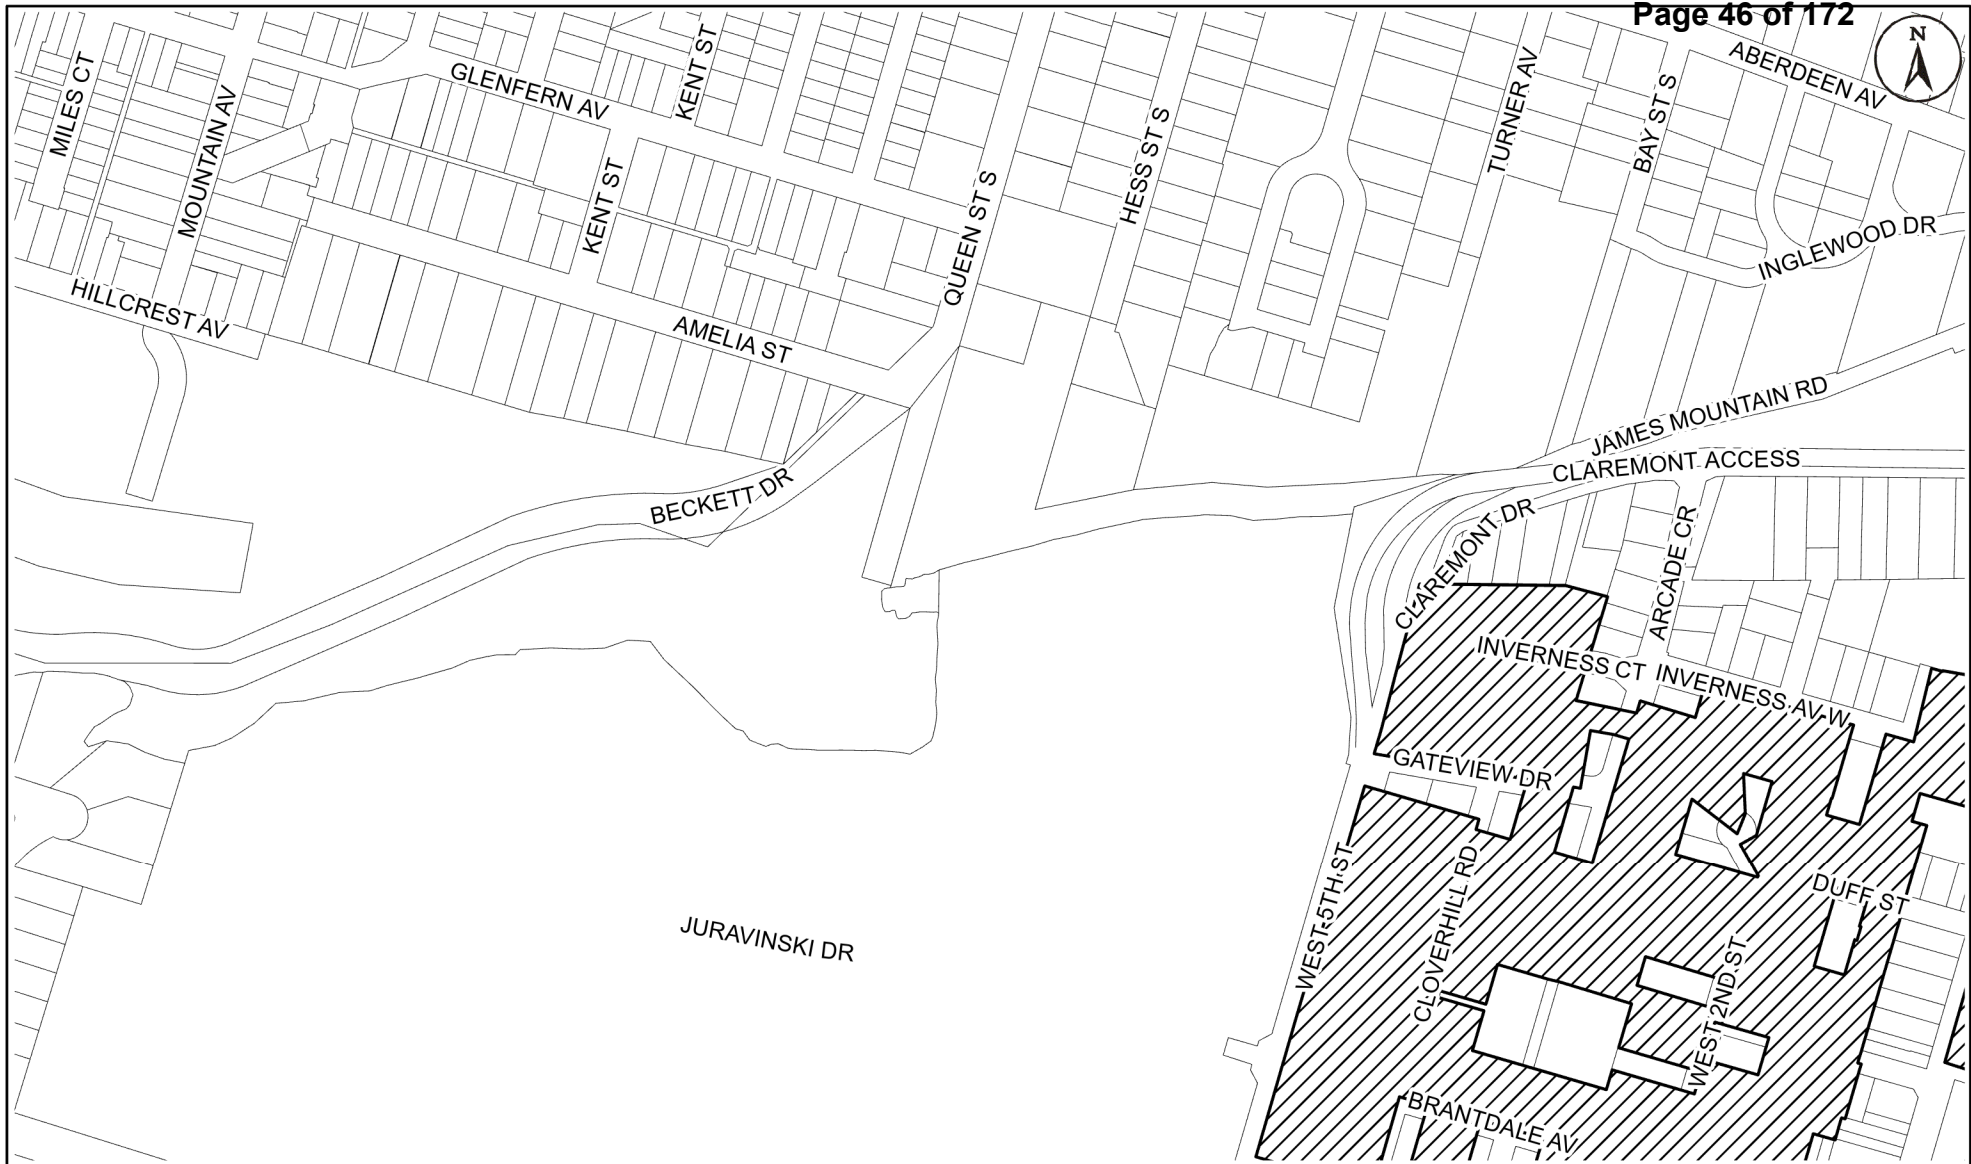 Page 46 of 172
N
ABERDEEN AV
MILES CT
MOUNTAIN AV
GLENFERN AV
KENT ST
KENT ST
QUEEN ST S
HESS ST S
TURNER AV
BAY ST S
INGLEWOOD DR
HILLCREST AV
AMELIA ST
JAMES MOUNTAIN RD
CLAREMONT ACCESS
BECKETT DR
CLAREMONT DR
ARCADE CR
INVERNESS CT
INVERNESS AV W
GATEVIEW DR
WEST 5TH ST
CLOVERHILL RD
DUFF ST
JURAVINSKI DR
WEST 2ND ST
BRANTDALE AV